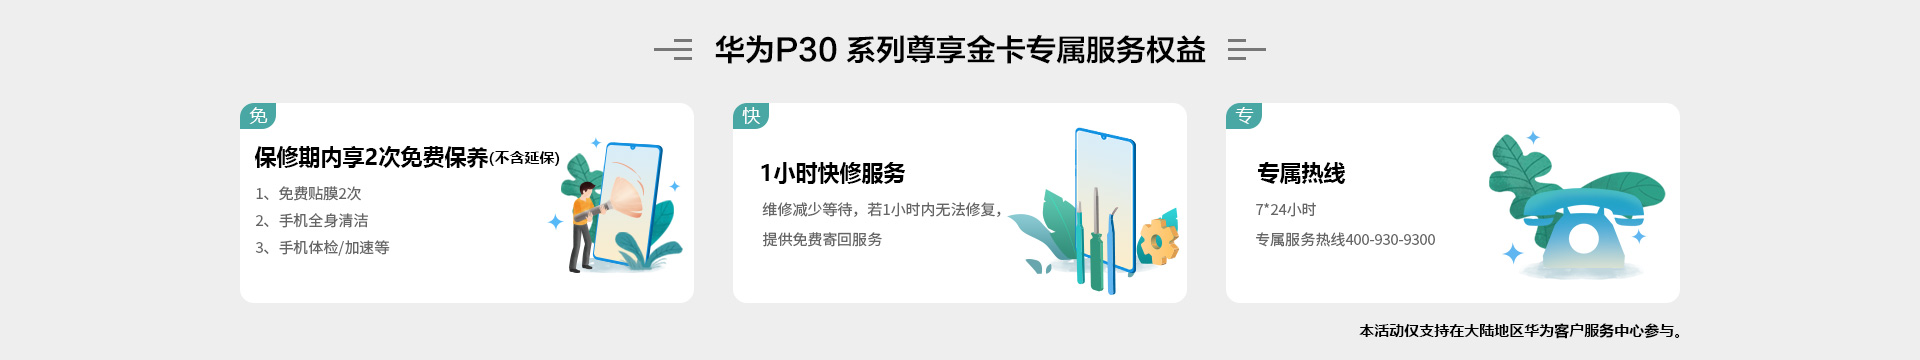 华为P30 系列尊享金卡专属服务权益
免
保修期内享2次免费保养(不含延保)
1、免费贴膜2次
2、手机全身清洁
3、手机体检/加速等
快
1小时快修服务
维修减少等待，若1小时内无法修复，
提供免费寄回服务
专
专属热线
7*24小时
专属服务热线400-930-9300
本活动仅支持在大陆地区华为客户服务中心参与。